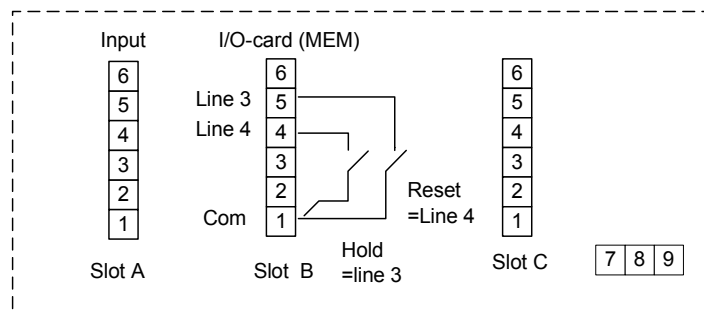 Input
I/O-card (MEM)
6
5
4
3
2
1
Slot A
Line 3
Line 4
Com
6
5
4
3
2
1
Slot B
Reset
=Line 4
Hold
=line 3
6
5
4
3
2
1
Slot C
7 8 9